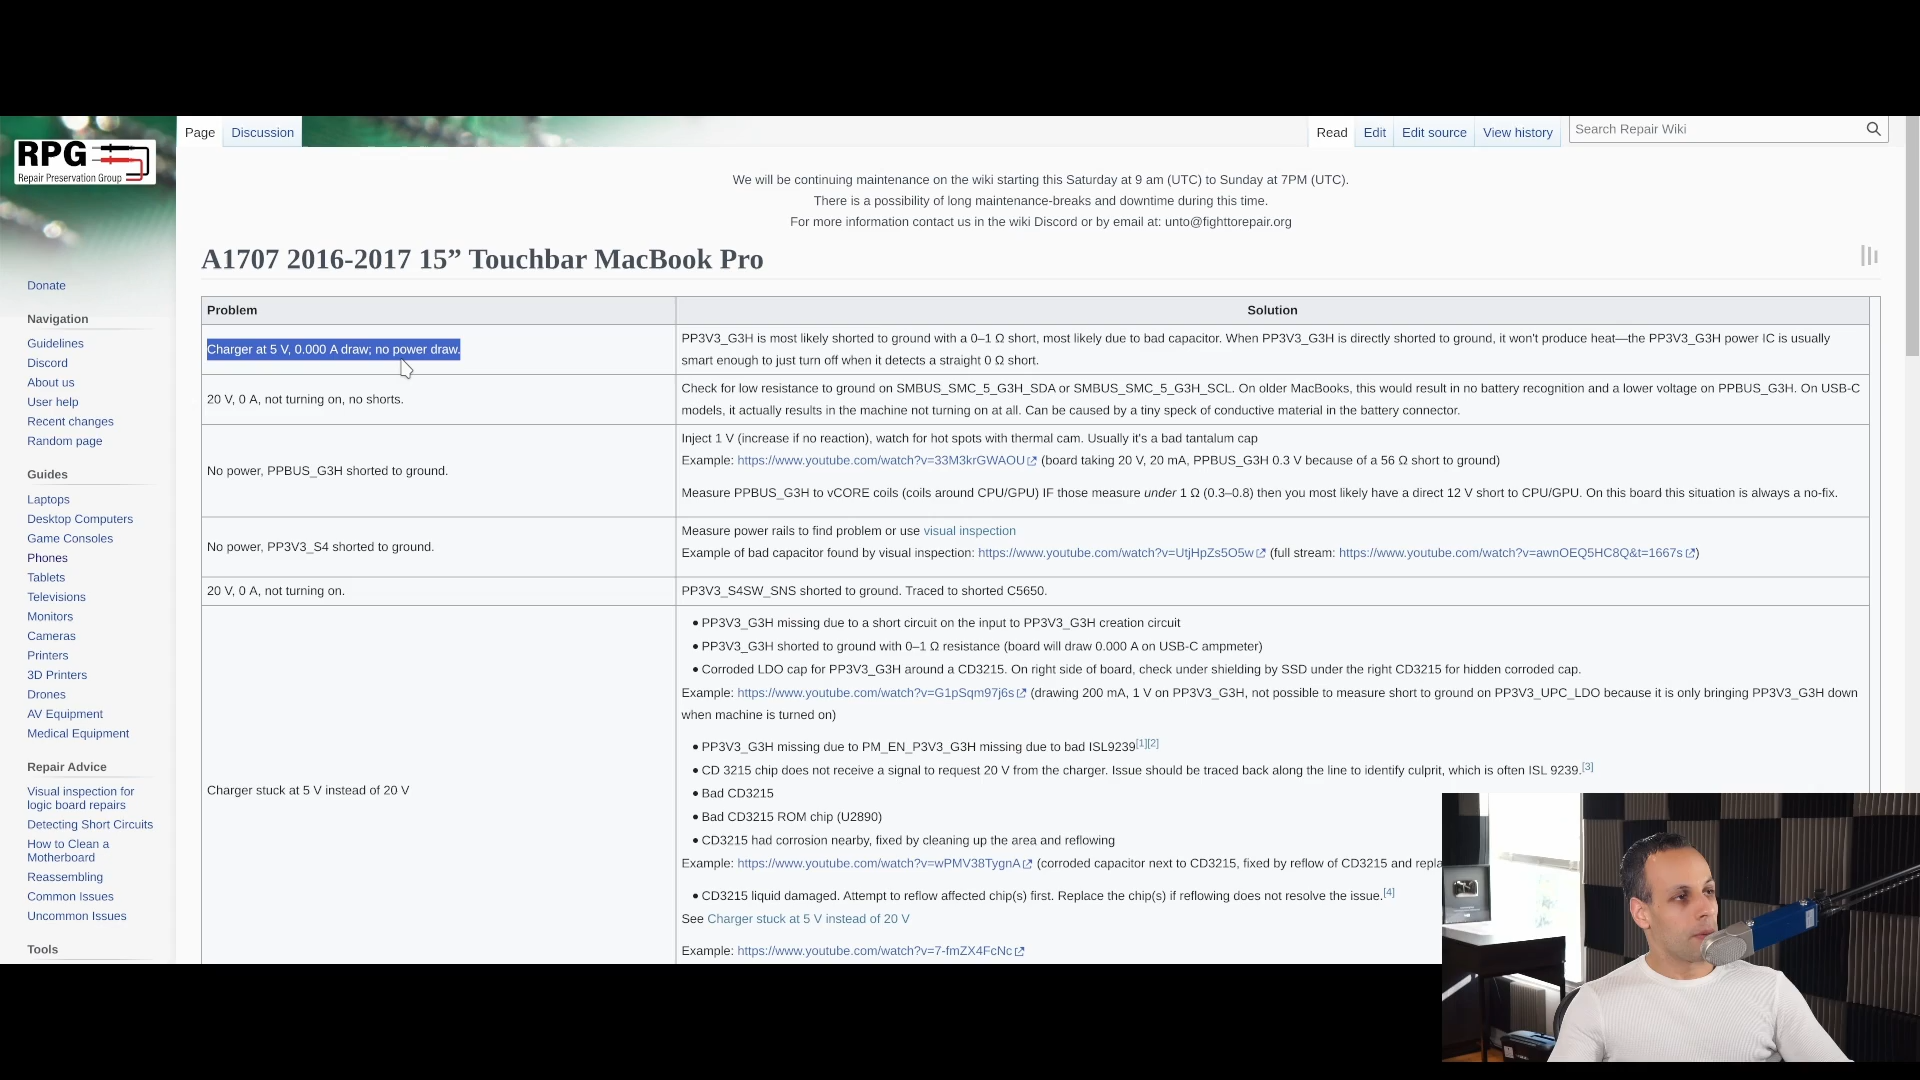 RPG
Repair Preservation Group
Page
Discussion
Read
Edit
Edit source
View history
Search Repair Wiki
We will be continuing maintenance on the wiki starting this Saturday at 9 am (UTC) to Sunday at 7PM (UTC).
There is a possibility of long maintenance-breaks and downtime during this time.
For more information contact us in the wiki Discord or by email at: unto@fighttorepair.org
A1707 2016-2017 15” Touchbar MacBook Pro
Donate
Navigation
Guidelines
Discord
About us
User help
Recent changes
Random page
Guides
Laptops
Desktop Computers
Game Consoles
Phones
Tablets
Televisions
Monitors
Cameras
Printers
3D Printers
Drones
AV Equipment
Medical Equipment
Repair Advice
Visual inspection for
logic board repairs
Detecting Short Circuits
How to Clean a
Motherboard
Reassembling
Common Issues
Uncommon Issues
Tools
Problem
Solution
Charger at 5 V, 0.000 A draw; no power draw.
PP3V3_G3H is most likely shorted to ground with a 0–1 Ω short, most likely due to bad capacitor. When PP3V3_G3H is directly shorted to ground, it won't produce heat—the PP3V3_G3H power IC is usually
smart enough to just turn off when it detects a straight 0 Ω short.
20 V, 0 A, not turning on, no shorts.
Check for low resistance to ground on SMBUS_SMC_5_G3H_SDA or SMBUS_SMC_5_G3H_SCL. On older MacBooks, this would result in no battery recognition and a lower voltage on PPBUS_G3H. On USB-C
models, it actually results in the machine not turning on at all. Can be caused by a tiny speck of conductive material in the battery connector.
No power, PPBUS_G3H shorted to ground.
Inject 1 V (increase if no reaction), watch for hot spots with thermal cam. Usually it's a bad tantalum cap
Example: https://www.youtube.com/watch?v=33M3krGWAOU (board taking 20 V, 20 mA, PPBUS_G3H 0.3 V because of a 56 Ω short to ground)
Measure PPBUS_G3H to vCORE coils (coils around CPU/GPU) IF those measure under 1 Ω (0.3–0.8) then you most likely have a direct 12 V short to CPU/GPU. On this board this situation is always a no-fix.
No power, PP3V3_S4 shorted to ground.
Measure power rails to find problem or use visual inspection
Example of bad capacitor found by visual inspection: https://www.youtube.com/watch?v=UtjHpZs5O5w (full stream: https://www.youtube.com/watch?v=awnOEQ5HC8Q&t=1667s)
20 V, 0 A, not turning on.
PP3V3_S4SW_SNS shorted to ground. Traced to shorted C5650.
Charger stuck at 5 V instead of 20 V
• PP3V3_G3H missing due to a short circuit on the input to PP3V3_G3H creation circuit
• PP3V3_G3H shorted to ground with 0–1 Ω resistance (board will draw 0.000 A on USB-C ampmeter)
• Corroded LDO cap for PP3V3_G3H around a CD3215. On right side of board, check under shielding by SSD under the right CD3215 for hidden corroded cap.
Example: https://www.youtube.com/watch?v=G1pSqm97j6s (drawing 200 mA, 1 V on PP3V3_G3H, not possible to measure short to ground on PP3V3_UPC_LDO because it is only bringing PP3V3_G3H down
when machine is turned on)
• PP3V3_G3H missing due to PM_EN_P3V3_G3H missing due to bad ISL9239[1][2]
• CD 3215 chip does not receive a signal to request 20 V from the charger. Issue should be traced back along the line to identify culprit, which is often ISL 9239.[3]
• Bad CD3215
• Bad CD3215 ROM chip (U2890)
• CD3215 had corrosion nearby, fixed by cleaning up the area and reflowing
Example: https://www.youtube.com/watch?v=wPMV38TygnA (corroded capacitor next to CD3215, fixed by reflow of CD3215 and repla
• CD3215 liquid damaged. Attempt to reflow affected chip(s) first. Replace the chip(s) if reflowing does not resolve the issue.[4]
See Charger stuck at 5 V instead of 20 V
Example: https://www.youtube.com/watch?v=7-fmZX4FcNc